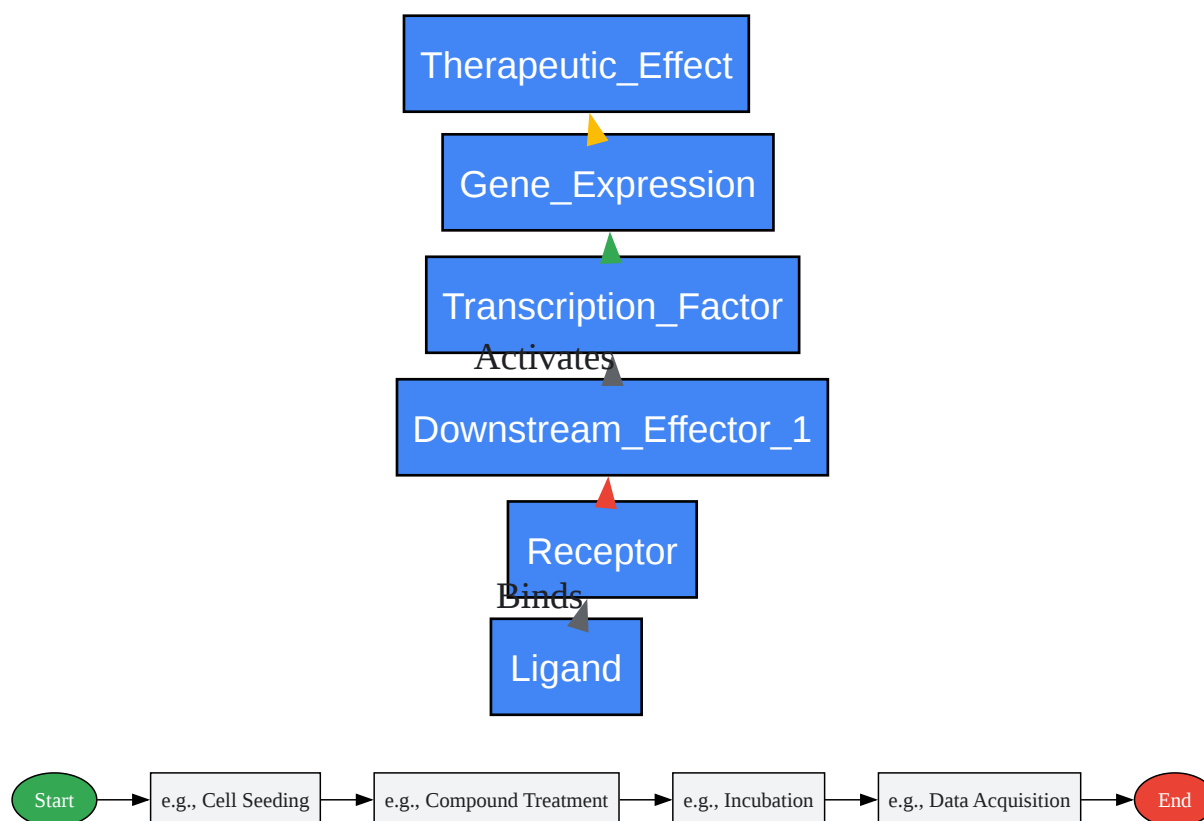 Therapeutic_Effect
Gene_Expression
Transcription_Factor
Activates
Downstream_Effector_1
Receptor
Binds
Ligand
Start
e.g., Cell Seeding
e.g., Compound Treatment
e.g., Incubation
e.g., Data Acquisition
End